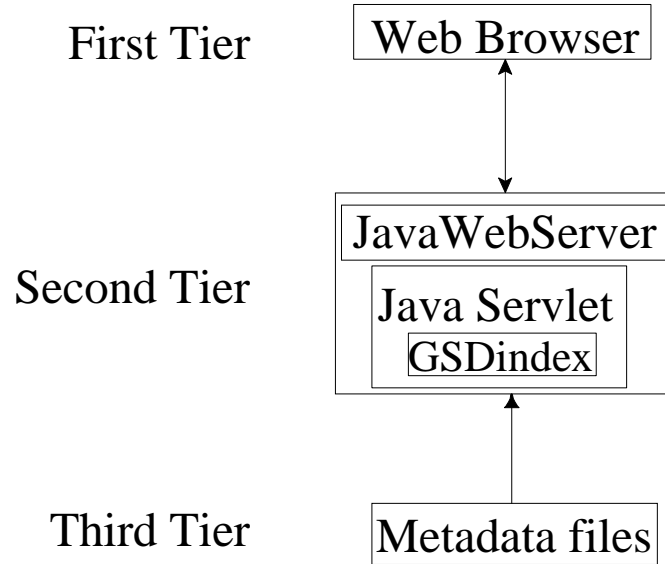 First Tier
Web Browser
JavaWebServer
Second Tier
Java Servlet
GSDindex
Third Tier
Metadata files